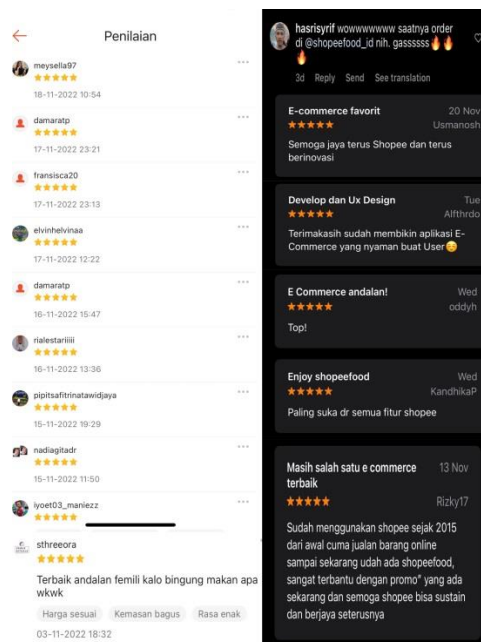 Penilaian
meysella97
18-11-2022 10:54
damaratp
17-11-2022 23:21
fransisca20
17-11-2022 23:13
elvinhelvinaa
17-11-2022 12:22
damaratp
16-11-2022 15:47
rialestariiiii
16-11-2022 13:36
pipitsafitrinatawidjaya
15-11-2022 19:29
nadiagitadr
15-11-2022 11:50
iyoet03_maniezz
sthreeora
Terbaik andalan femili kalo bingung makan apa
wkwk
Harga sesuai Kemasan bagus Rasa enak
03-11-2022 18:32
hasrisyrif wowwwwwww saatnya order
di @shopeefood_id nih. gassssss🔥🔥
🔥
3d Reply Send See translation
E-commerce favorit 20 Nov
Usmanosh
Semoga jaya terus Shopee dan terus
berinovasi
Develop dan Ux Design Tue
Alfthrdo
Terimakasih sudah membikin aplikasi E-
Commerce yang nyaman buat User☺️
E Commerce andalan! Wed
oddyh
Top!
Enjoy shopeefood Wed
KandhikaP
Paling suka dr semua fitur shopee
Masih salah satu e commerce 13 Nov
terbaik
Rizky17
Sudah menggunakan shopee sejak 2015
dari awal cuma jualan barang online
sampai sekarang udah ada shopeefood,
sangat terbantu dengan promo" yang ada
sekarang dan semoga shopee bisa sustain
dan berjaya seterusnya